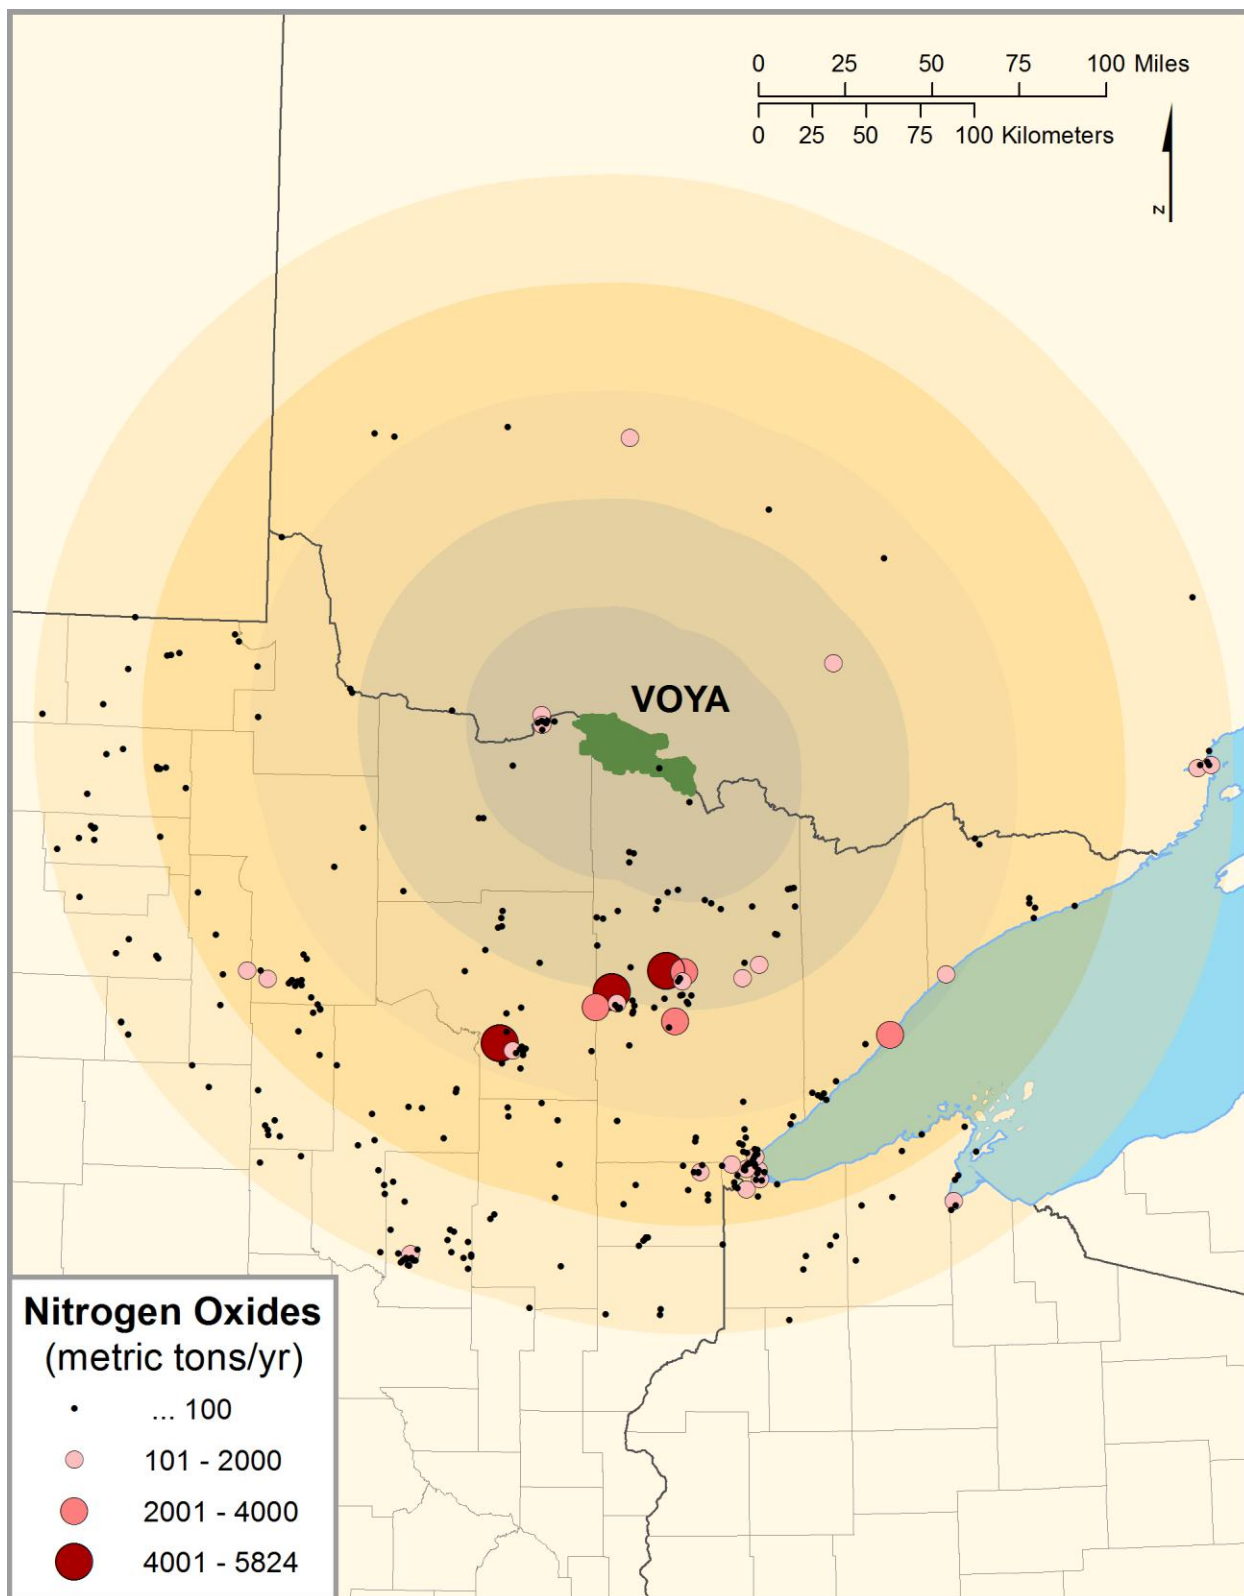 0 25 50 75 100 Miles
0 25 50 75 100 Kilometers
N
VOYA
Nitrogen Oxides
(metric tons/yr)
... 100
101 - 2000
2001 - 4000
4001 - 5824